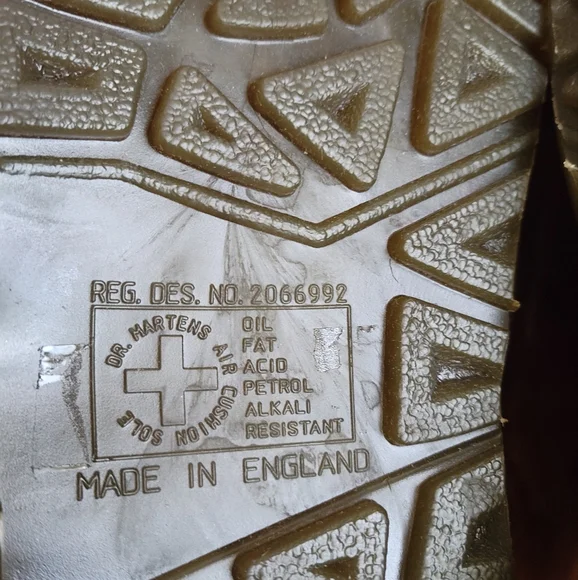 REG. DES. NO. 2066992
DR. MARTENS AIR CUSHION SOLE
OIL
FAT
ACID
PETROL
ALKALI
RESISTANT
MADE IN ENGLAND